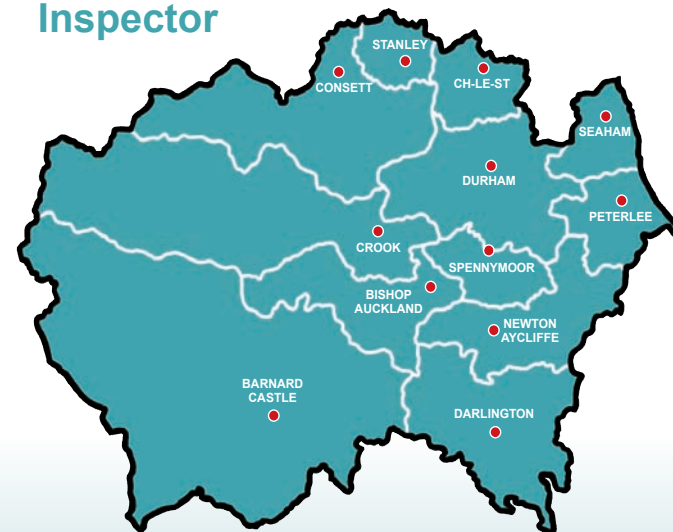 Inspector
STANLEY
CONSETT
CH-LE-ST
SEAHAM
DURHAM
PETERLEE
CROOK
SPENNYMOOR
BISHOP
AUCKLAND
NEWTON
AYCLIFFE
BARNARD
CASTLE
DARLINGTON